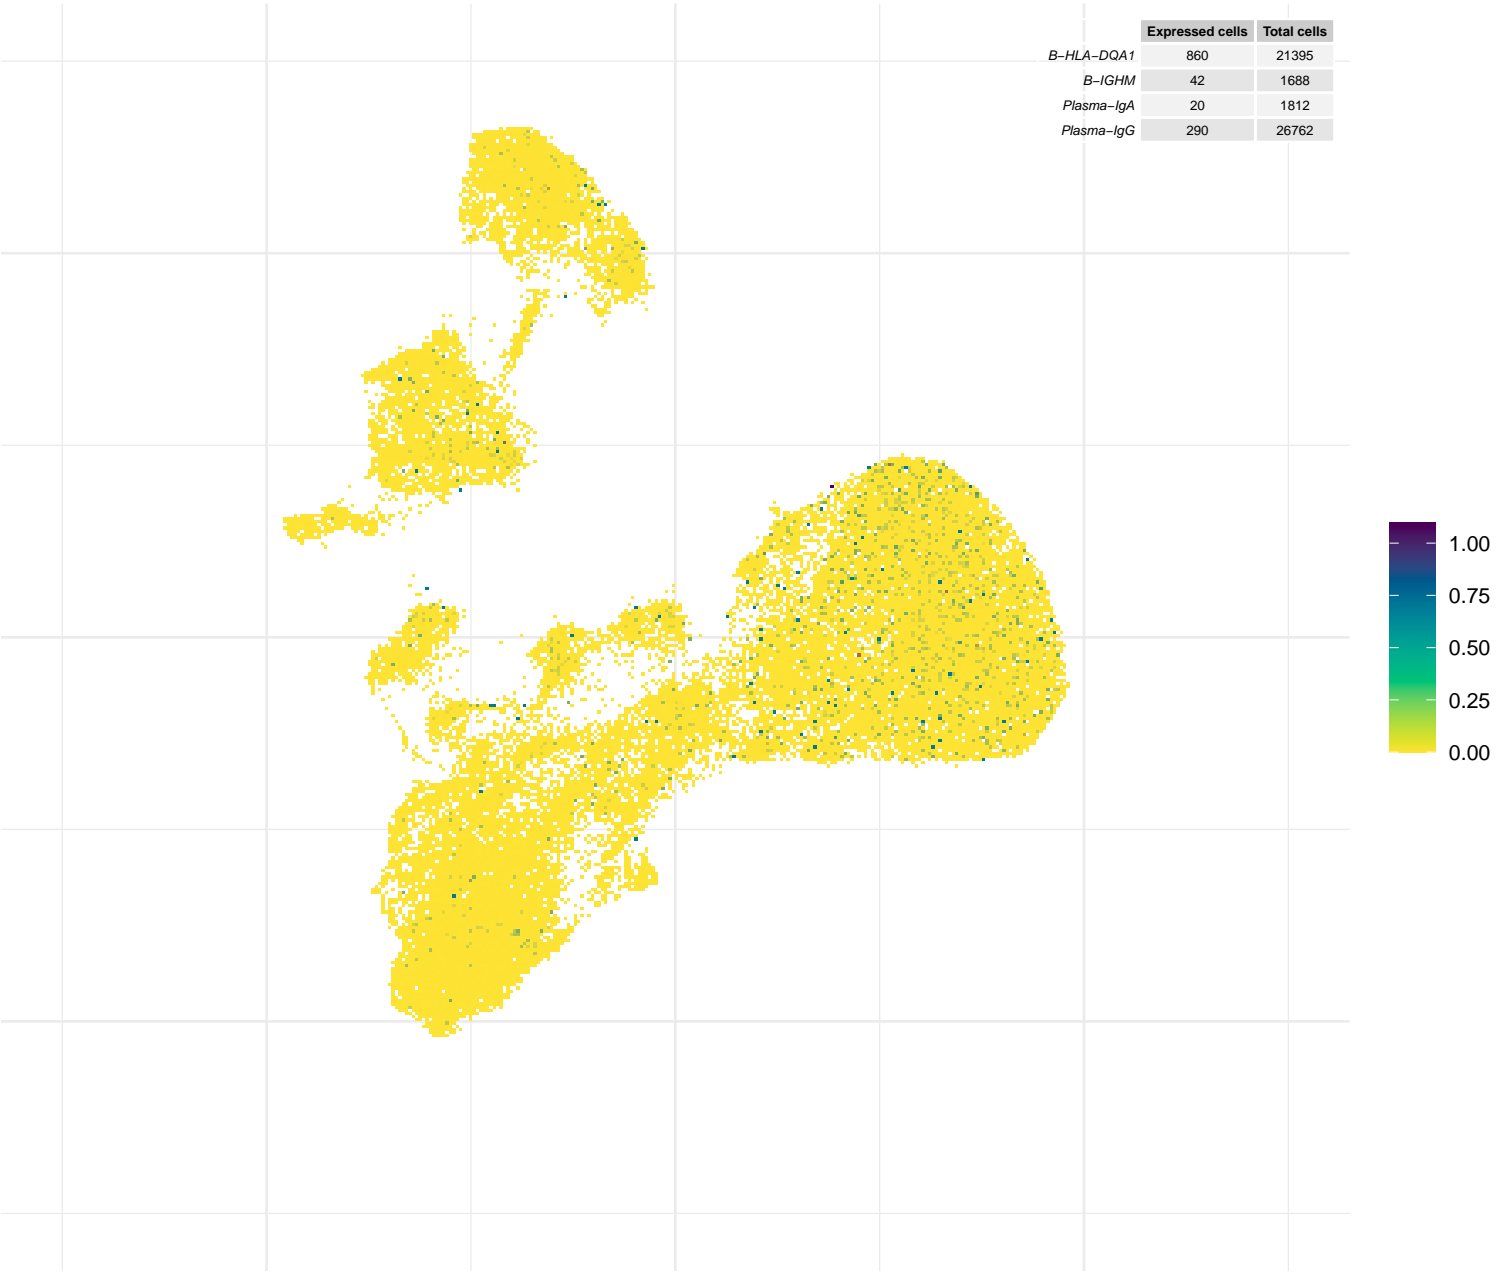 Expressed cells Total cells
B−HLA−DQA1 860 21395
B−IGHM 42 1688
Plasma−IgA 20 1812
Plasma−IgG 290 26762
1.00
0.75
0.50
0.25
0.00